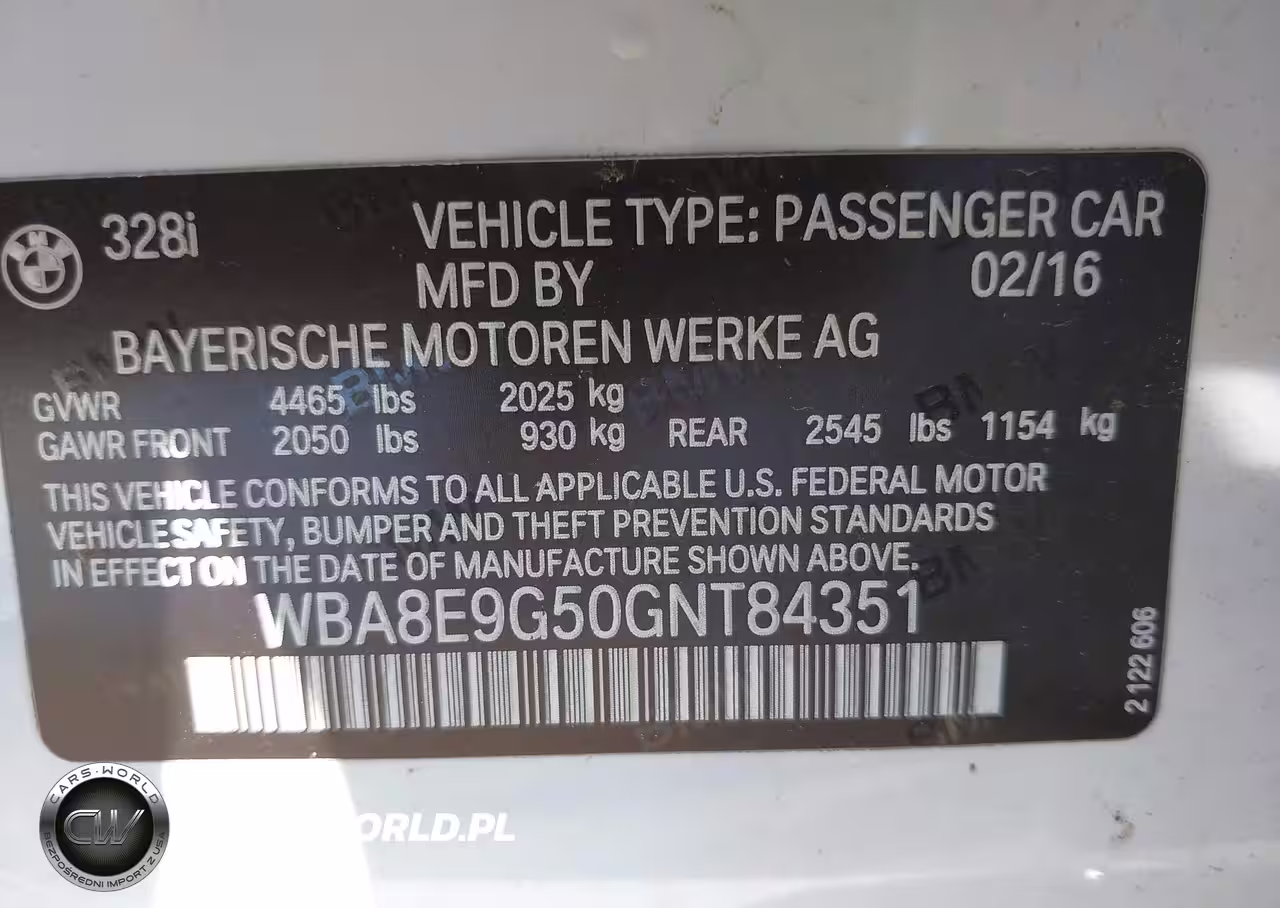 328i
VEHICLE TYPE: PASSENGER CAR
MFD BY 02/16
BAYERISCHE MOTOREN WERKE AG
GVWR 4465 lbs 2025 kg
GAWR FRONT 2050 lbs 930 kg REAR 2545 lbs 1154 kg
THIS VEHICLE CONFORMS TO ALL APPLICABLE U.S. FEDERAL MOTOR
VEHICLE SAFETY, BUMPER AND THEFT PREVENTION STANDARDS
IN EFFECT ON THE DATE OF MANUFACTURE SHOWN ABOVE.
WBA8E9G50GNT84351
2 122 606
CARS-WORLD
CW
BEZPOŚREDNI IMPORT Z USA
ORLD.PL